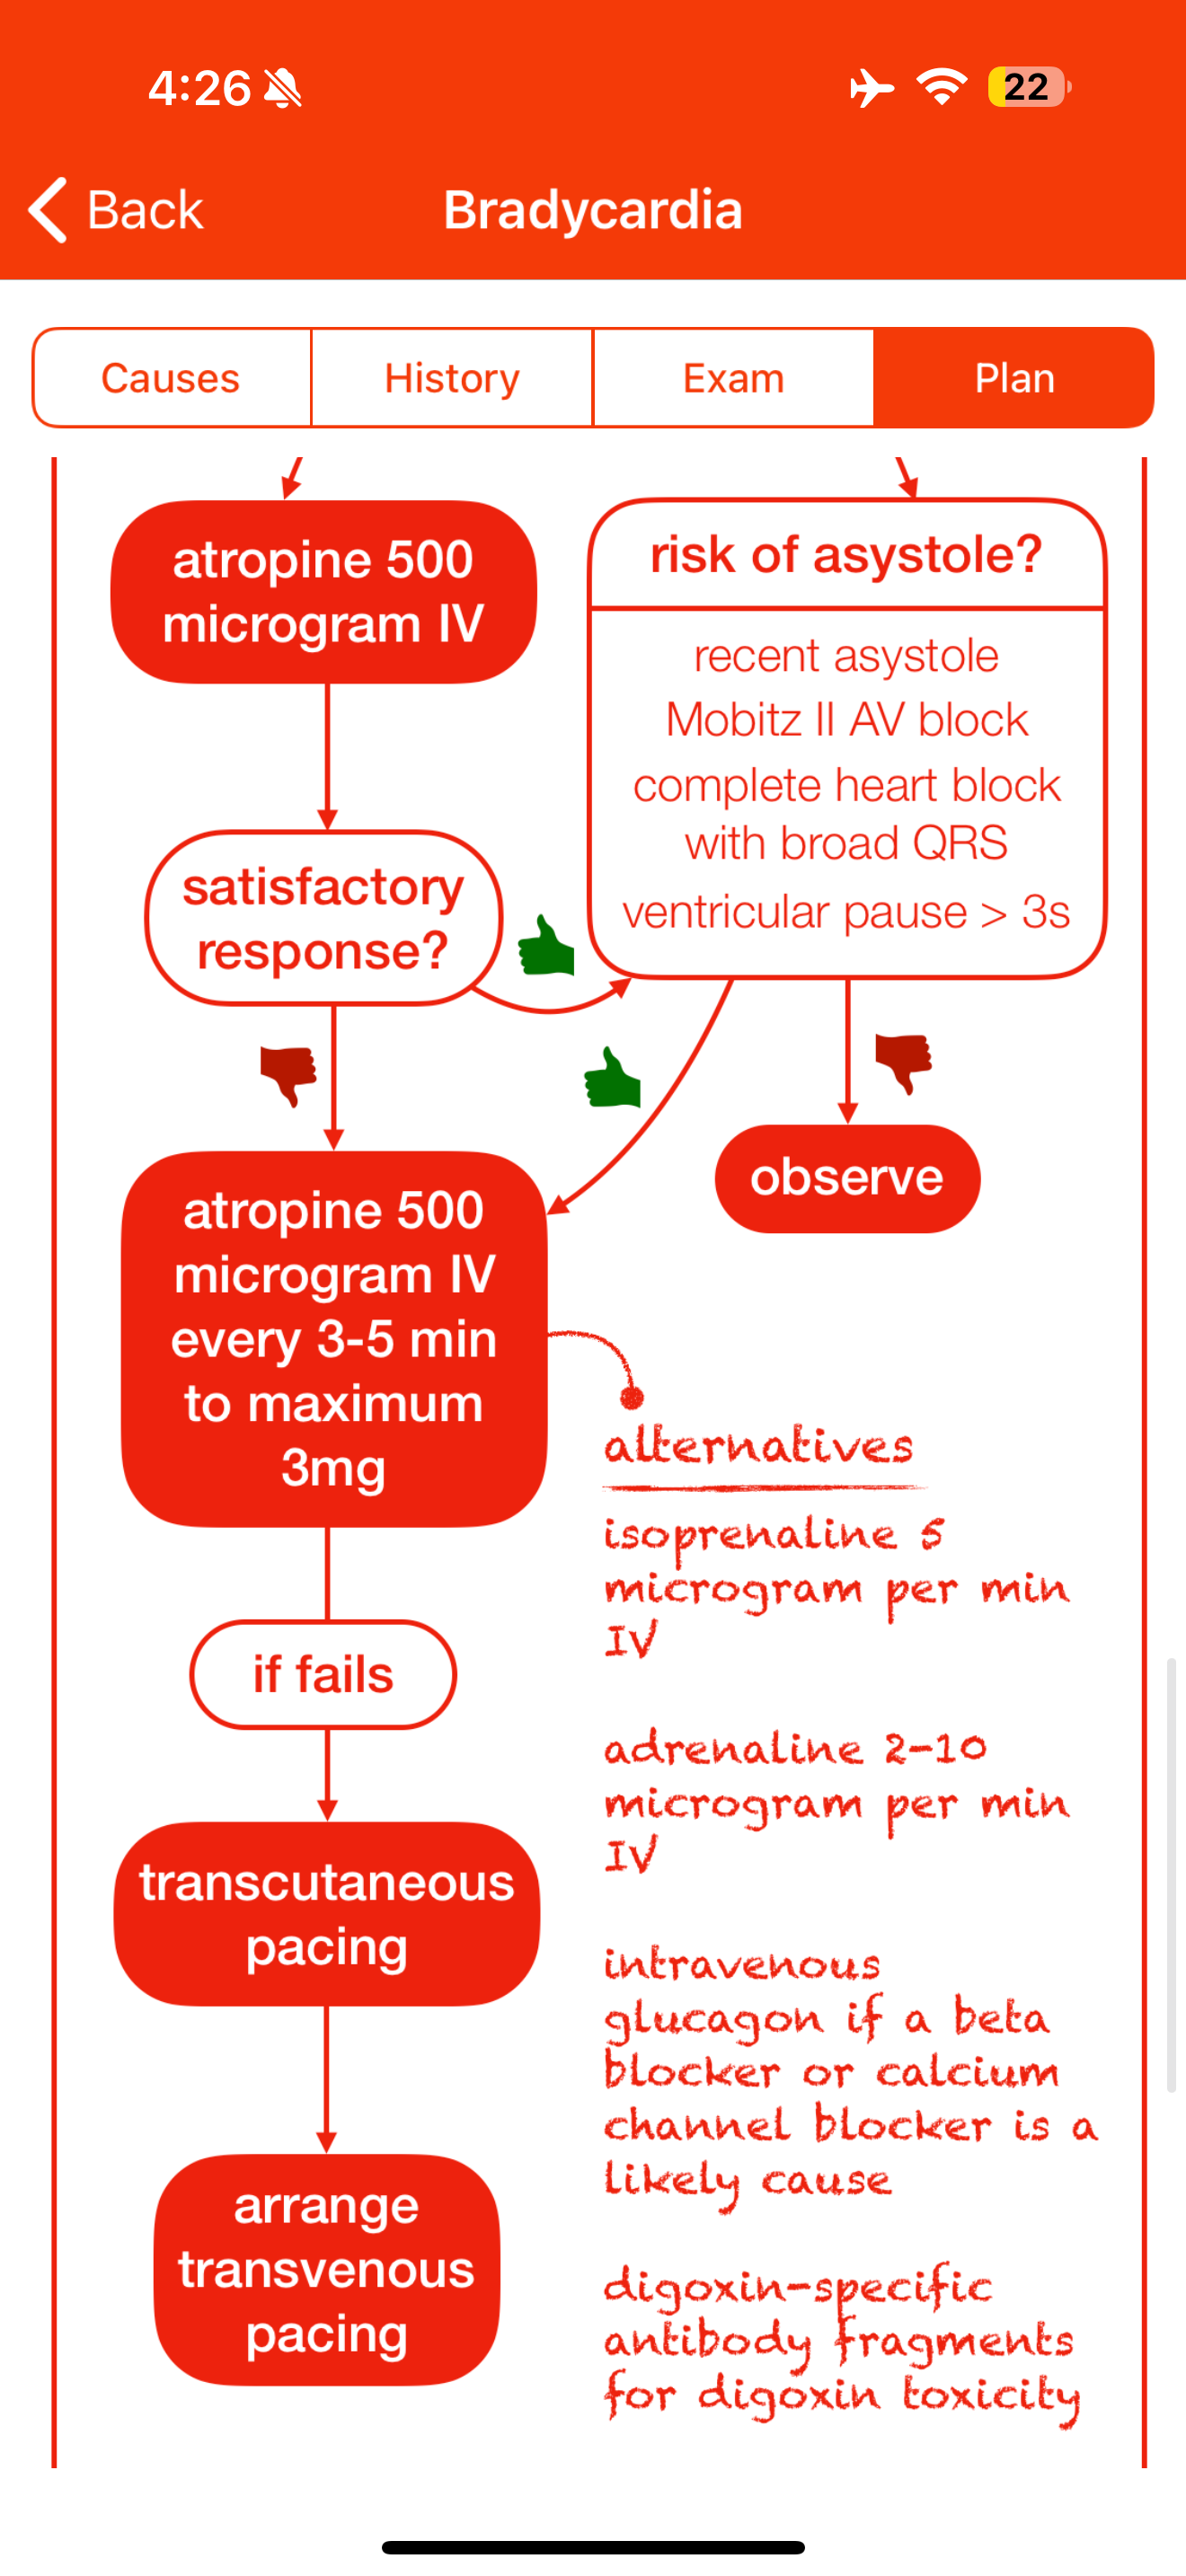 4:26
22
Back
Bradycardia
Causes
History
Exam
Plan
atropine 500
microgram IV
risk of asystole?
recent asystole
Mobitz II AV block
complete heart block
with broad QRS
ventricular pause > 3s
satisfactory
response?
observe
atropine 500
microgram IV
every 3-5 min
to maximum
3mg
alternatives
isoprenaline 5
microgram per min
IV
adrenaline 2-10
microgram per min
IV
intravenous
glucagon if a beta
blocker or calcium
channel blocker is a
likely cause
digoxin-specific
antibody fragments
for digoxin toxicity
if fails
transcutaneous
pacing
arrange
transvenous
pacing